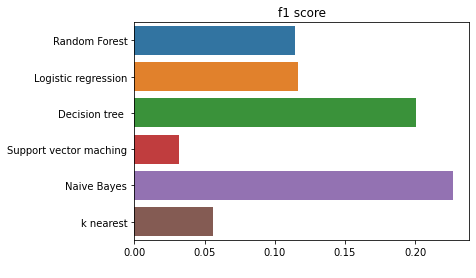 f1 score
Random Forest
Logistic regression
Decision tree
Support vector maching
Naive Bayes
k nearest
0.00 0.05 0.10 0.15 0.20